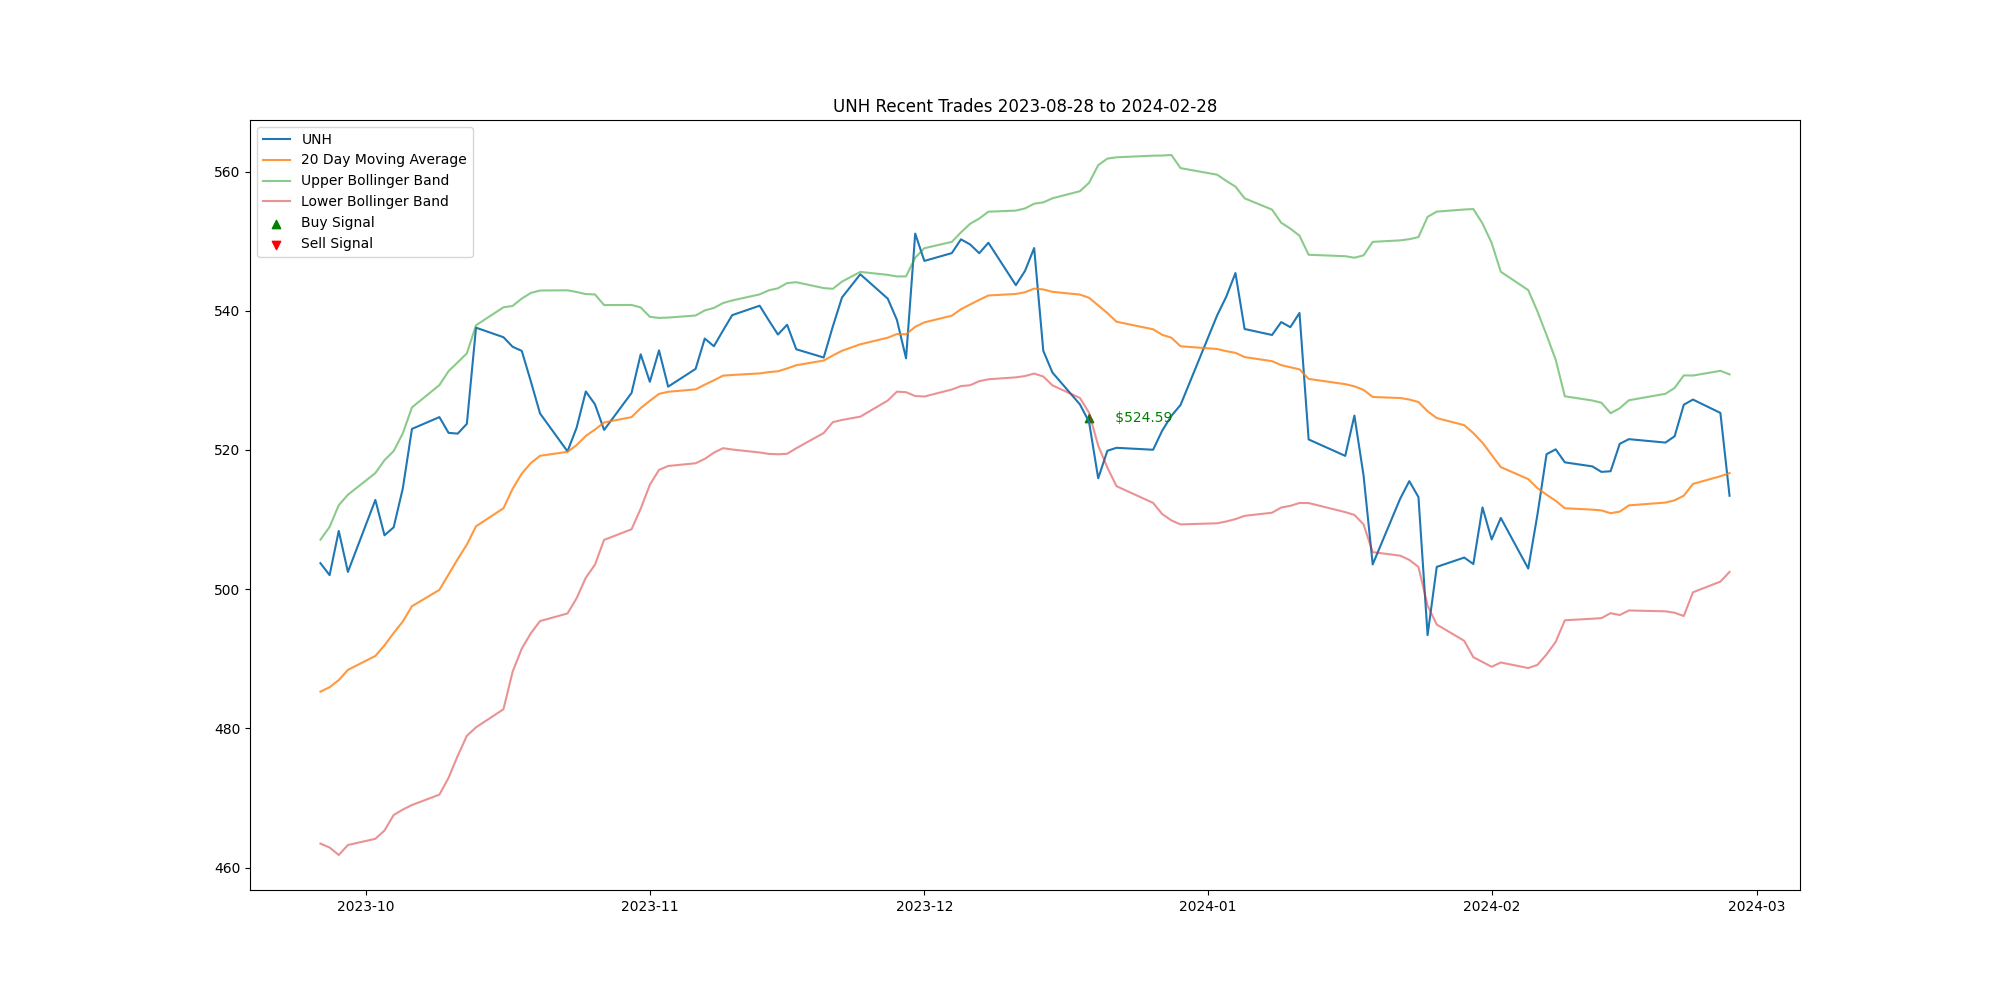 UNH Recent Trades 2023-08-28 to 2024-02-28
UNH
20 Day Moving Average
Upper Bollinger Band
Lower Bollinger Band
Buy Signal
Sell Signal
560
540
520
500
480
460
$524.59
2023-10 2023-11 2023-12 2024-01 2024-02 2024-03